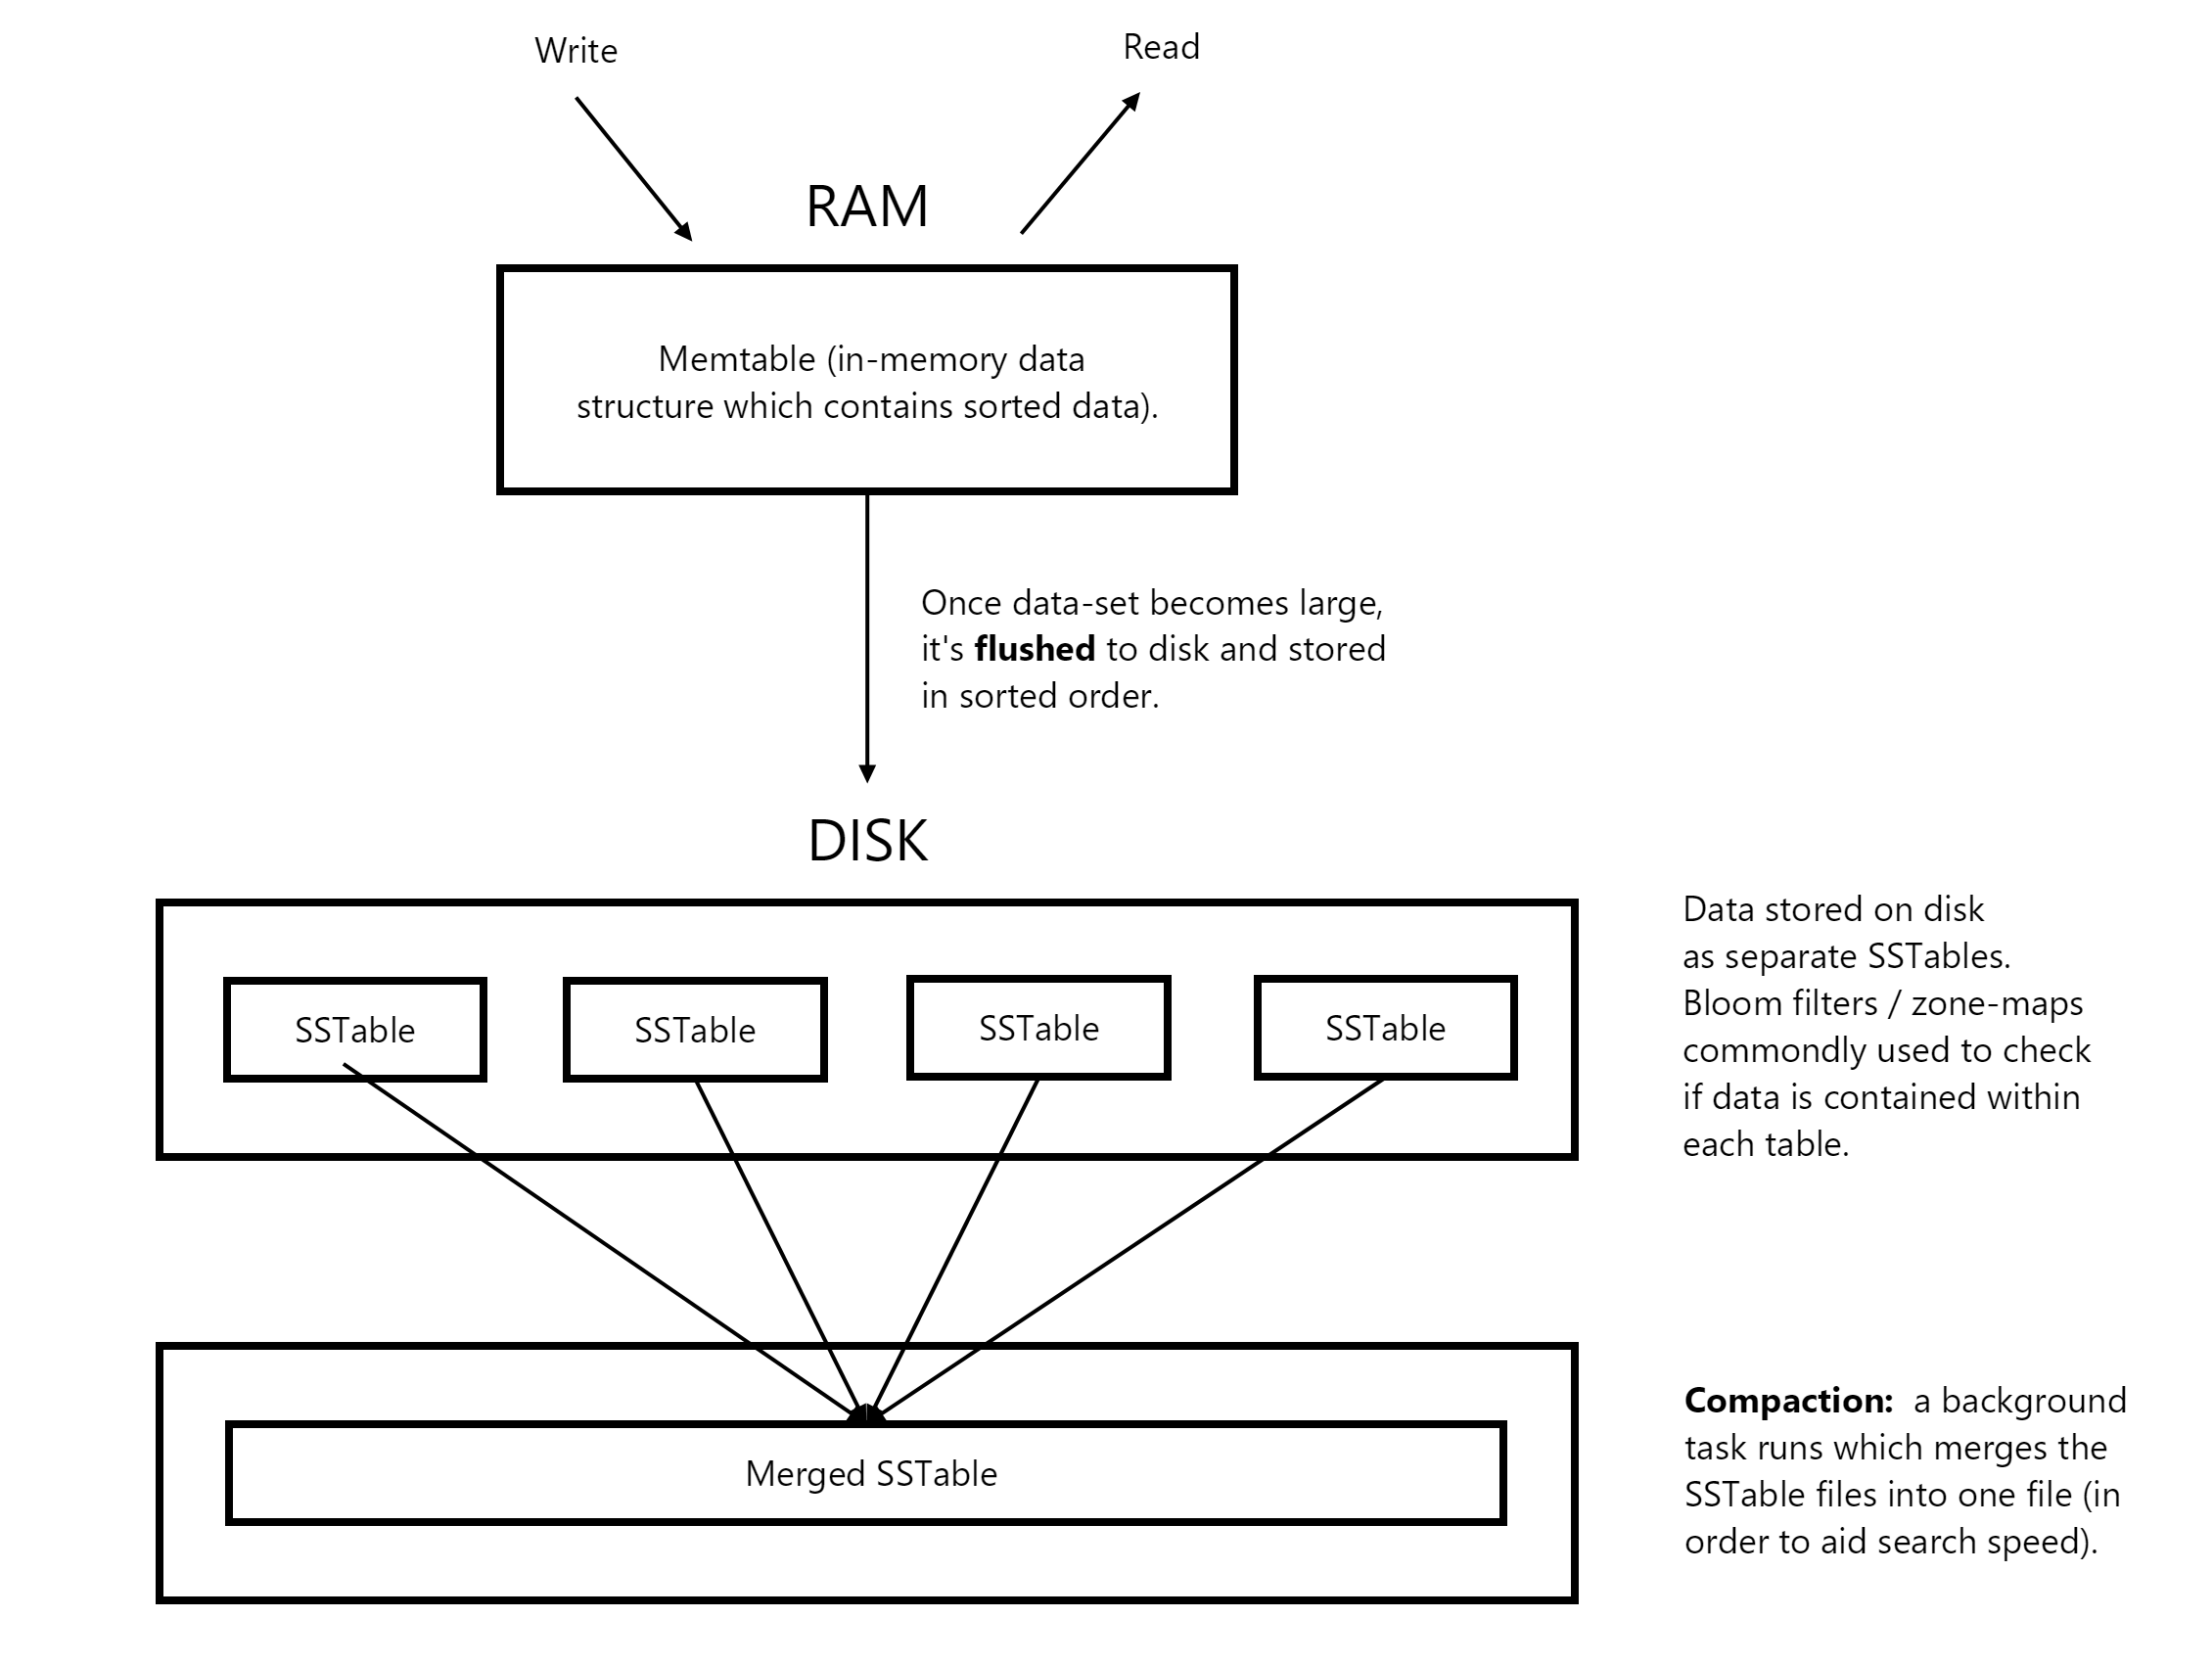 Write
Read
RAM
Memtable (in-memory data
structure which contains sorted data).
Once data-set becomes large,
it's flushed to disk and stored
in sorted order.
DISK
SSTable
SSTable
SSTable
SSTable
Data stored on disk
as separate SSTables.
Bloom filters / zone-maps
commondly used to check
if data is contained within
each table.
Merged SSTable
Compaction:  a background
task runs which merges the
SSTable files into one file (in
order to aid search speed).